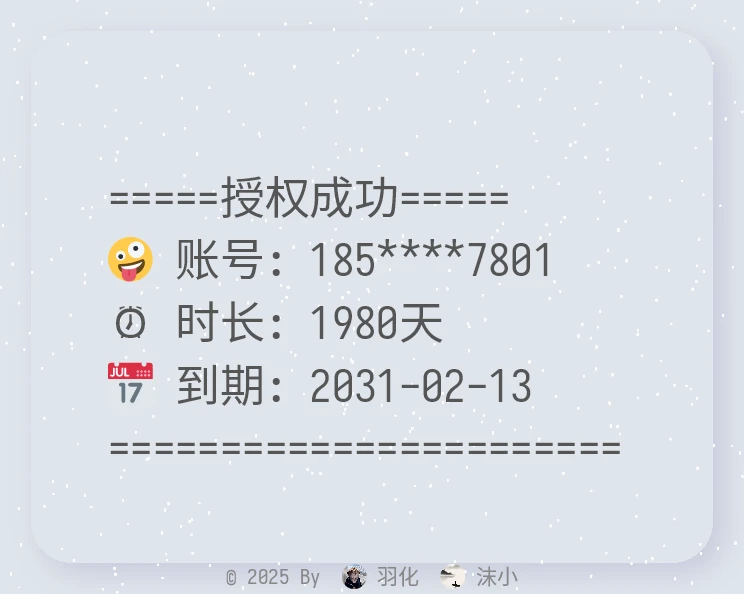 =====授权成功=====
🤪 账号: 185****7801
⏰ 时长: 1980天
📅 到期: 2031-02-13
=======================
© 2025 By 羽化 沫小